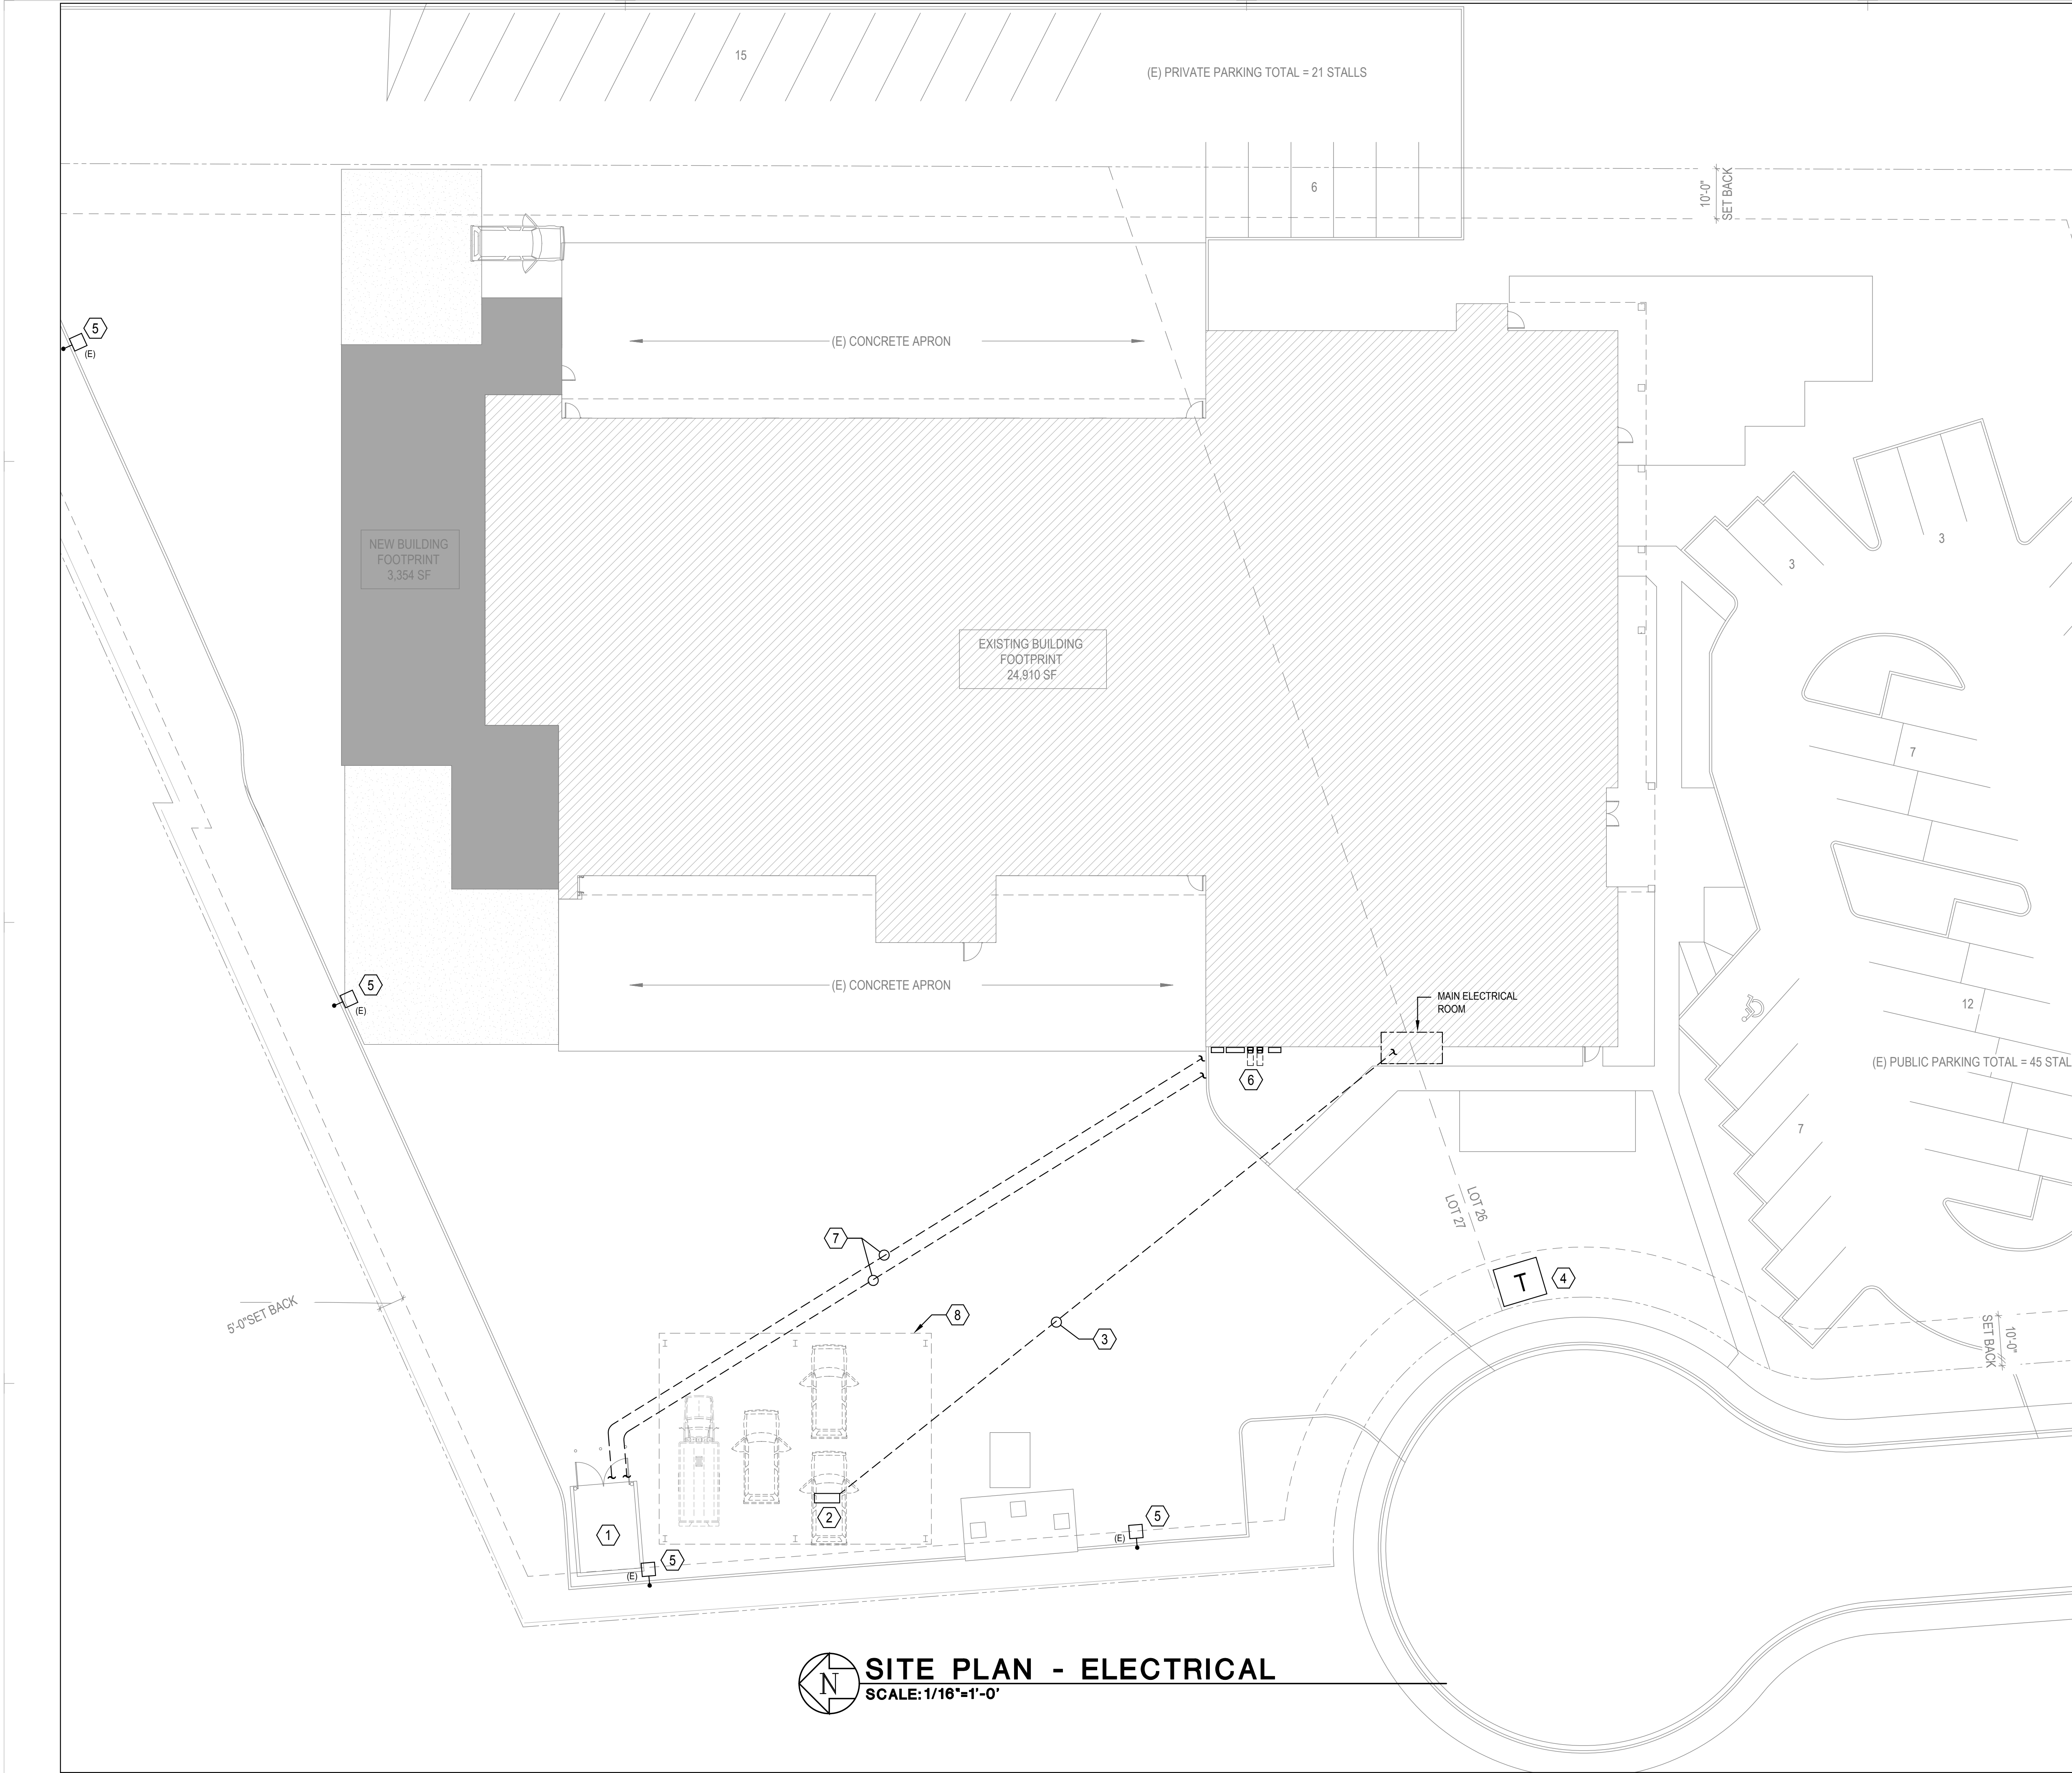 15
(E) PRIVATE PARKING TOTAL = 21 STALLS
6
10'-0"
SET BACK
5
(E)
(E) CONCRETE APRON
NEW BUILDING
FOOTPRINT
3,354 SF
3
3
EXISTING BUILDING
FOOTPRINT
24,910 SF
7
5
(E)
(E) CONCRETE APRON
MAIN ELECTRICAL
ROOM
12
(E) PUBLIC PARKING TOTAL = 45 STAL
6
7
LOT 26
LOT 27
7
T
4
5'-0" SET BACK
8
3
10'-0"
SET BACK
2
1
5
(E)
5
(E)
N
SITE PLAN - ELECTRICAL
SCALE: 1/16"=1'-0'